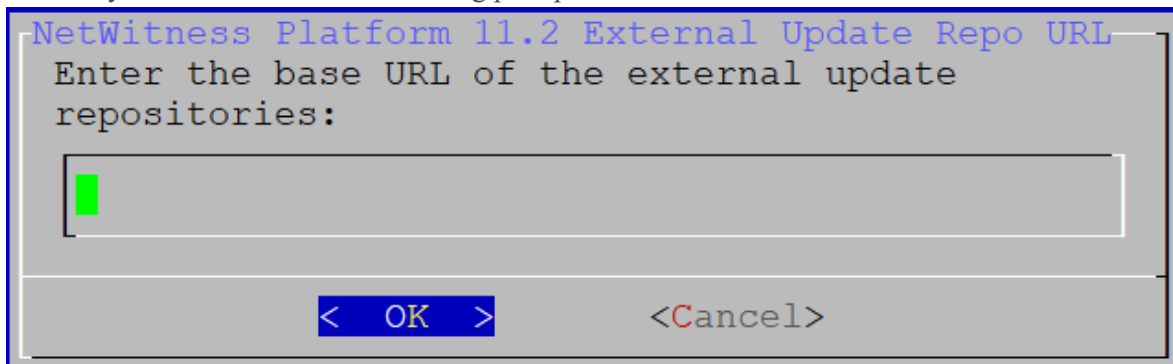 NetWitness Platform 11.2 External Update Repo URL
Enter the base URL of the external update
repositories:
< OK > <Cancel>